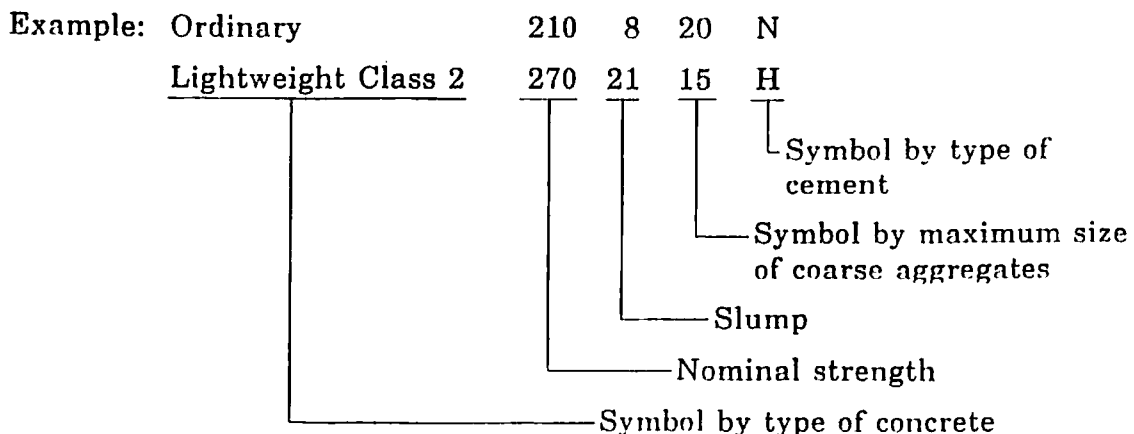 Example: Ordinary 210 8 20 N
Lightweight Class 2 270 21 15 H
Symbol by type of
cement
Symbol by maximum size
of coarse aggregates
Slump
Nominal strength
Symbol by type of concrete